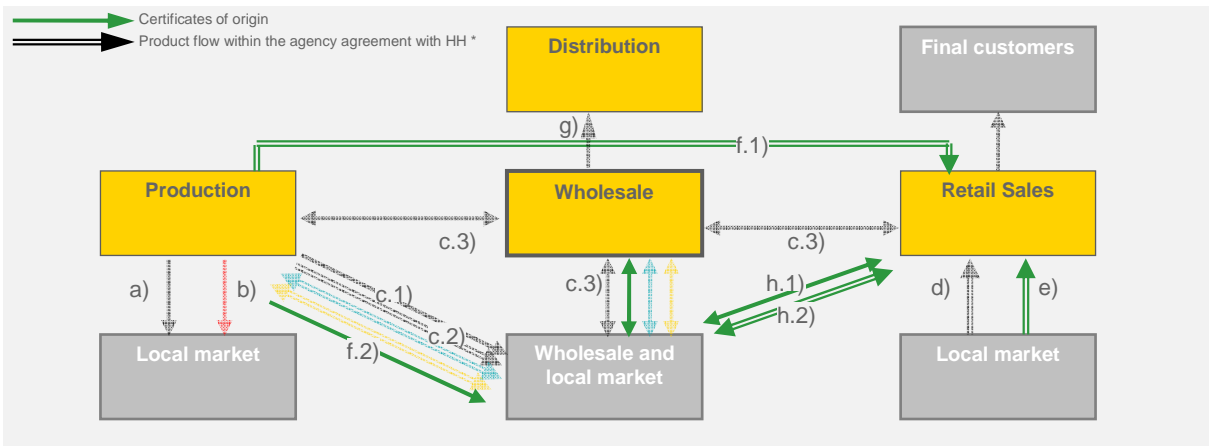 Certificates of origin
Product flow within the agency agreement with HH *
Distribution
Final customers
g)
f.1)
Production
Wholesale
Retail Sales
c.3)
c.3)
a)
b)
c.1)
c.3)
h.1)
d)
e)
h.2)
c.2)
f.2)
Local market
Wholesale and
local market
Local market